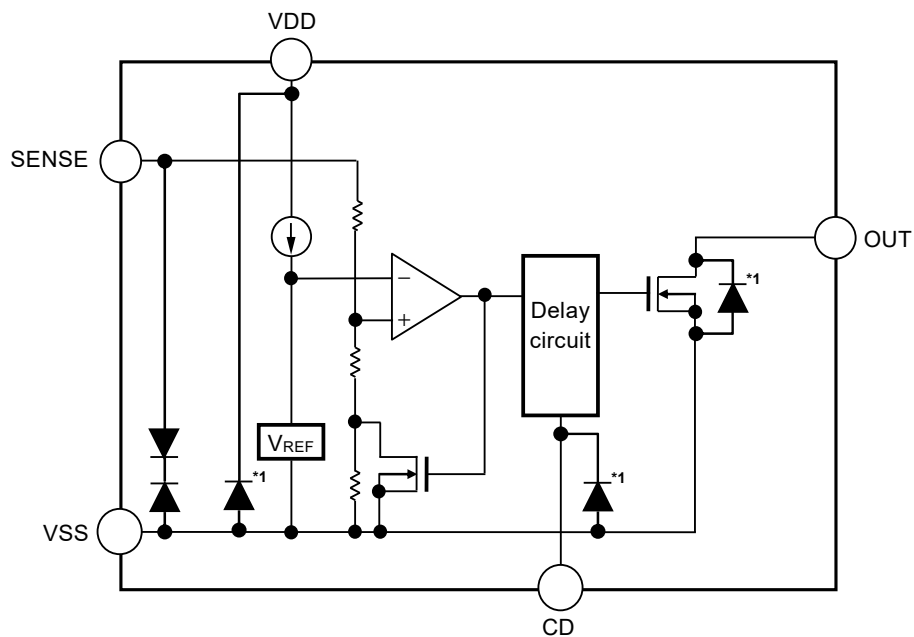 VDD
SENSE
OUT
−
*1
+
Delay
circuit
VREF
*1
*1
VSS
CD